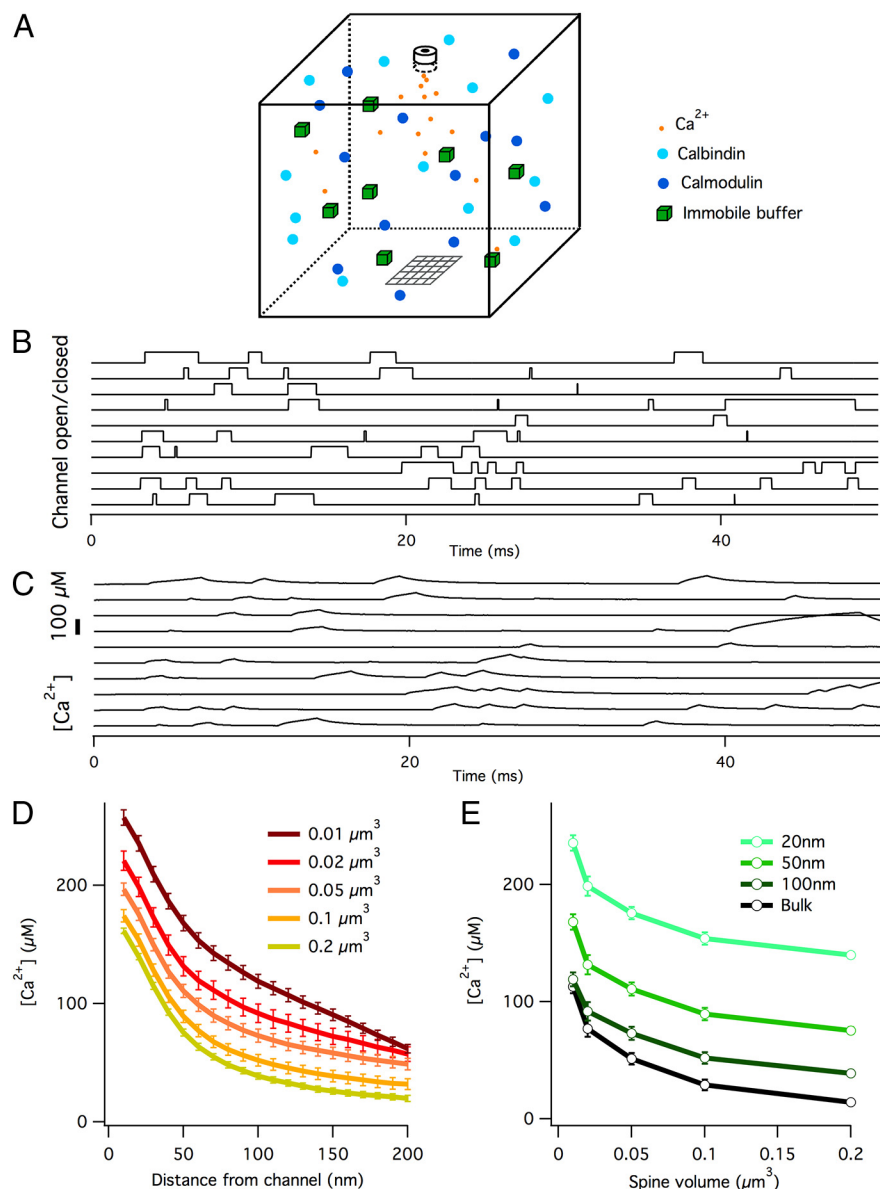 A
Ca²⁺
Calbindin
Calmodulin
Immobile buffer
B
Channel open/closed
0 20 40
Time (ms)
C
100 µM
[Ca²⁺]
0 20 40
Time (ms)
D
[Ca²⁺] (µM)
200
100
0
0.01 µm³
0.02 µm³
0.05 µm³
0.1 µm³
0.2 µm³
0 50 100 150 200
Distance from channel (nm)
E
[Ca²⁺] (µM)
200
100
0
20nm
50nm
100nm
Bulk
0 0.05 0.1 0.15 0.2
Spine volume (µm³)